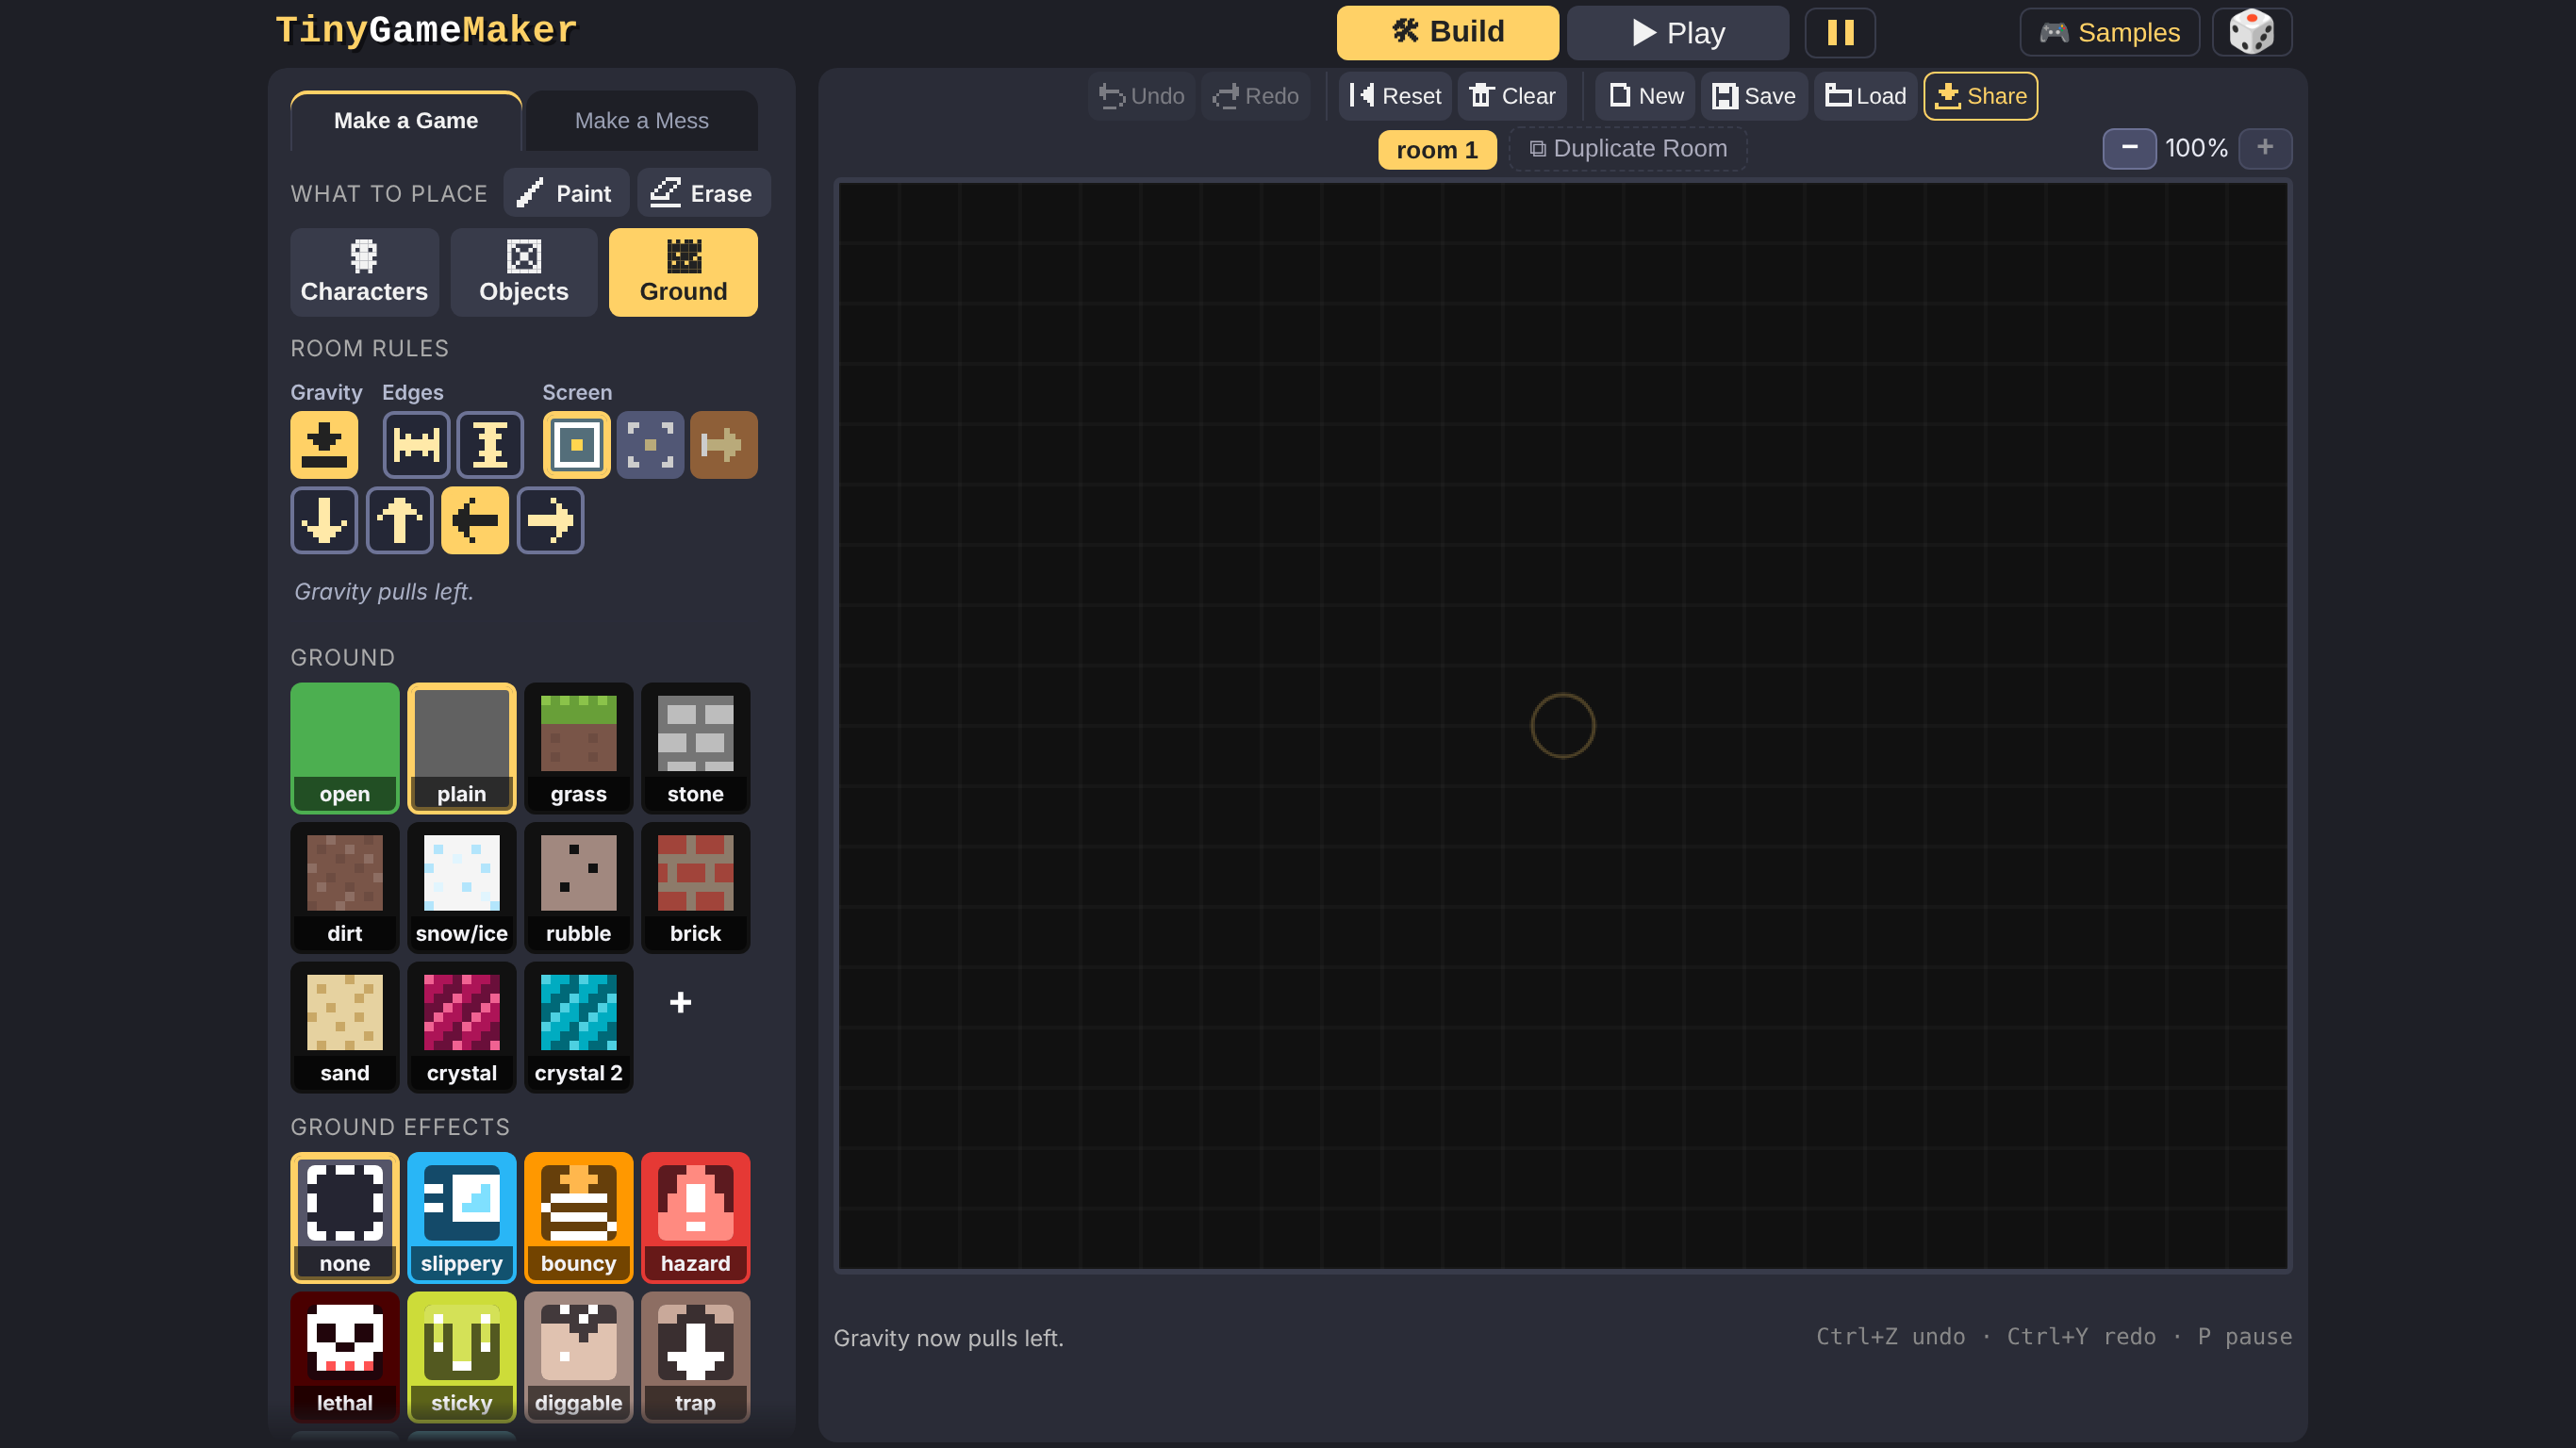 TinyGameMaker
🛠 Build
▶ Play
🎮 Samples
Make a Game
Make a Mess
Undo
Redo
Reset
Clear
New
Save
Load
Share
room 1
⧉ Duplicate Room
− 100% +
WHAT TO PLACE
Paint
Erase
Characters
Objects
Ground
ROOM RULES
Gravity
Edges
Screen
Gravity pulls left.
GROUND
open
plain
grass
stone
dirt
snow/ice
rubble
brick
sand
crystal
crystal 2
+
GROUND EFFECTS
none
slippery
bouncy
hazard
lethal
sticky
diggable
trap
Gravity now pulls left.
Ctrl+Z undo · Ctrl+Y redo · P pause